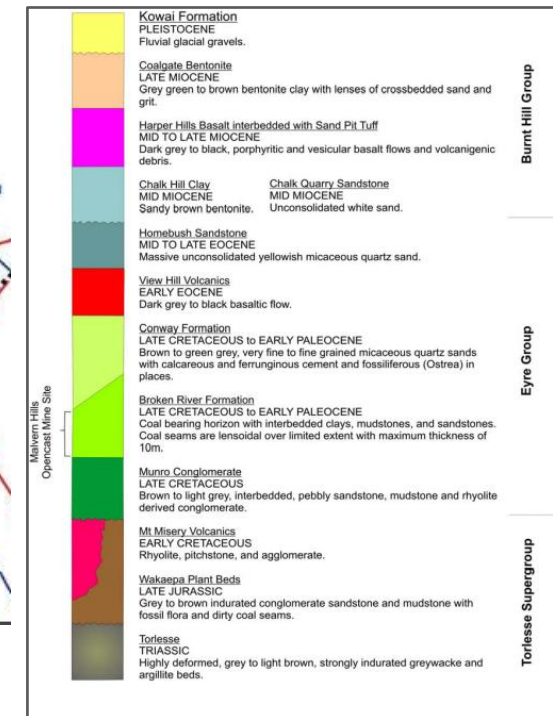 Kowai Formation
PLEISTOCENE
Fluvial glacial gravels.
Coalgate Bentonite
LATE MIOCENE
Grey green to brown bentonite clay with lenses of crossbedded sand and
grit.
Harper Hills Basalt interbedded with Sand Pit Tuff
MID TO LATE MIOCENE
Dark grey to black, porphyritic and vesicular basalt flows and volcanigenic
debris.
Chalk Hill Clay
MID MIOCENE
Sandy brown bentonite.
Chalk Quarry Sandstone
MID MIOCENE
Unconsolidated white sand.
Burnt Hill Group
Homebush Sandstone
MID TO LATE EOCENE
Massive unconsolidated yellowish micaceous quartz sand.
View Hill Volcanics
EARLY EOCENE
Dark grey to black basaltic flow.
Conway Formation
LATE CRETACEOUS to EARLY PALEOCENE
Brown to green grey, very fine to fine grained micaceous quartz sands
with calcareous and ferrunginous cement and fossiliferous (Ostrea) in
places.
Broken River Formation
LATE CRETACEOUS to EARLY PALEOCENE
Coal bearing horizon with interbedded clays, mudstones, and sandstones.
Coal seams are lensoidal over limited extent with maximum thickness of
10m.
Malvern Hills
Opencast Mine Site
Munro Conglomerate
LATE CRETACEOUS
Brown to light grey, interbedded, pebbly sandstone, mudstone and rhyolite
derived conglomerate.
Eyre Group
Mt Misery Volcanics
EARLY CRETACEOUS
Rhyolite, pitchstone, and agglomerate.
Wakaepa Plant Beds
LATE JURASSIC
Grey to brown indurated conglomerate sandstone and mudstone with
fossil flora and dirty coal seams.
Torlesse
TRIASSIC
Highly deformed, grey to light brown, strongly indurated greywacke and
argillite beds.
Torlesse Supergroup